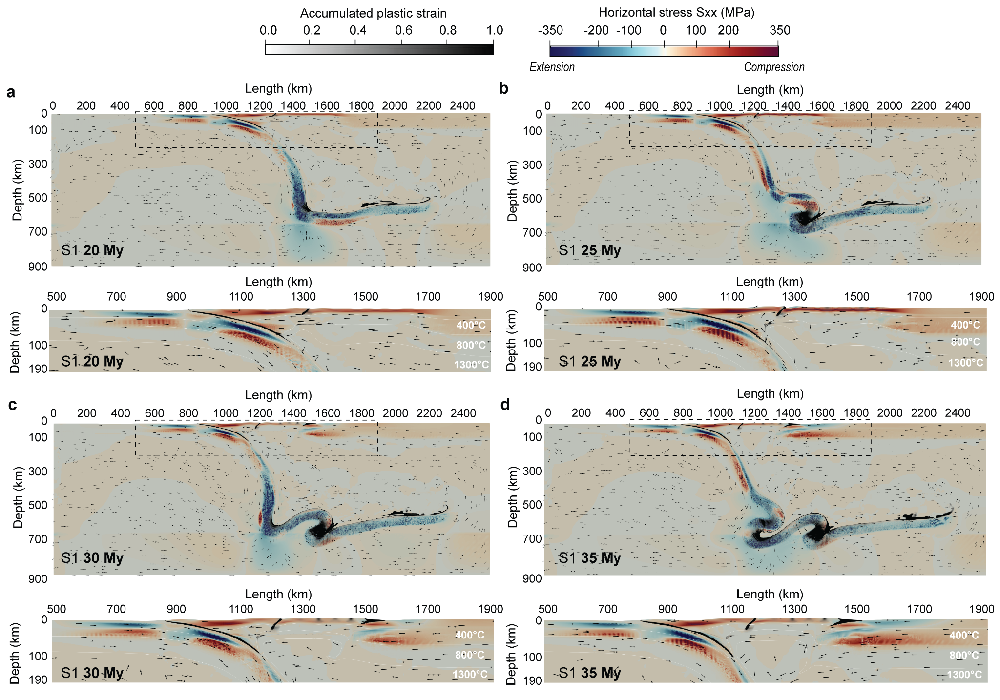 Accumulated plastic strain
0.0 0.2 0.4 0.6 0.8 1.0
Horizontal stress Sxx (MPa)
-350 -200 -100 0 100 200 350
Extension Compression
a
Length (km)
0 200 400 600 800 1000 1200 1400 1600 1800 2000 2200 2400
Depth (km)
0
100
300
500
700
900
S1 20 My
Length (km)
500 700 900 1100 1300 1500 1700 1900
Depth (km)
0
100
190
400°C
800°C
1300°C
S1 20 My
b
Length (km)
0 200 400 600 800 1000 1200 1400 1600 1800 2000 2200 2400
Depth (km)
0
100
300
500
700
900
S1 25 My
Length (km)
500 700 900 1100 1300 1500 1700 1900
Depth (km)
0
100
190
400°C
800°C
1300°C
S1 25 My
c
Length (km)
0 200 400 600 800 1000 1200 1400 1600 1800 2000 2200 2400
Depth (km)
0
100
300
500
700
900
S1 30 My
Length (km)
500 700 900 1100 1300 1500 1700 1900
Depth (km)
0
100
190
400°C
800°C
1300°C
S1 30 My
d
Length (km)
0 200 400 600 800 1000 1200 1400 1600 1800 2000 2200 2400
Depth (km)
0
100
300
500
700
900
S1 35 My
Length (km)
500 700 900 1100 1300 1500 1700 1900
Depth (km)
0
100
190
400°C
800°C
1300°C
S1 35 My